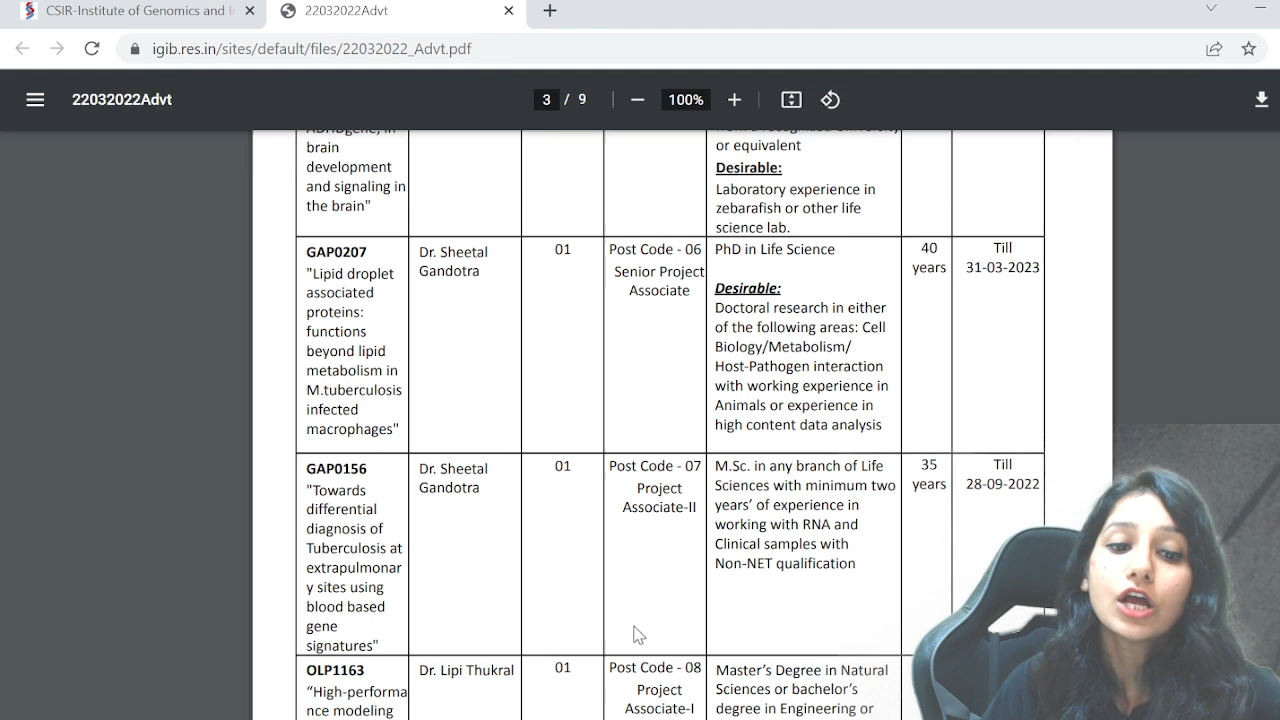 CSIR-Institute of Genomics and
22032022Advt
igib.res.in/sites/default/files/22032022_Advt.pdf
22032022Advt
3 / 9
100%
brain
development
and signaling in
the brain"
or equivalent
Desirable:
Laboratory experience in
zebarafish or other life
science lab.
GAP0207
"Lipid droplet
associated
proteins:
functions
beyond lipid
metabolism in
M.tuberculosis
infected
macrophages"
Dr. Sheetal
Gandotra
01
Post Code - 06
Senior Project
Associate
PhD in Life Science
Desirable:
Doctoral research in either
of the following areas: Cell
Biology/Metabolism/
Host-Pathogen interaction
with working experience in
Animals or experience in
high content data analysis
40
years
Till
31-03-2023
GAP0156
"Towards
differential
diagnosis of
Tuberculosis at
extrapulmonar
y sites using
blood based
gene
signatures"
Dr. Sheetal
Gandotra
01
Post Code - 07
Project
Associate-II
M.Sc. in any branch of Life
Sciences with minimum two
years’ of experience in
working with RNA and
Clinical samples with
Non-NET qualification
35
years
Till
28-09-2022
OLP1163
“High-performa
nce modeling
Dr. Lipi Thukral
01
Post Code - 08
Project
Associate-I
Master’s Degree in Natural
Sciences or bachelor’s
degree in Engineering or